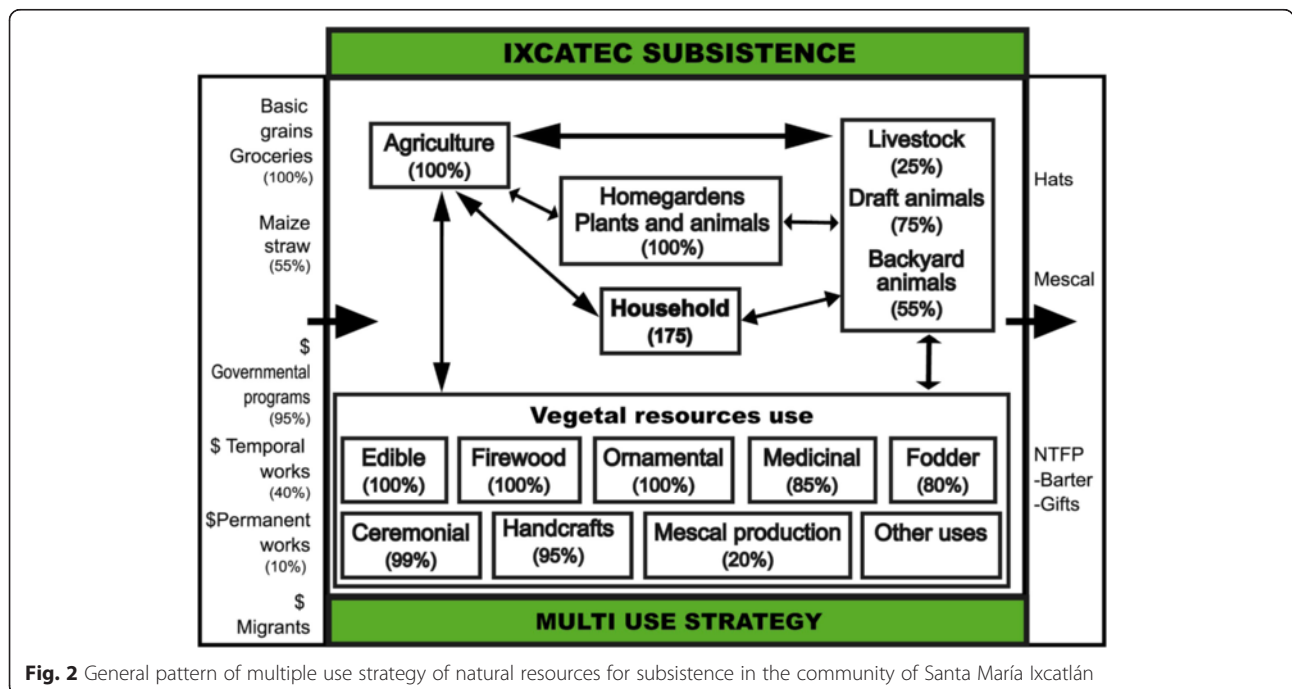 IXCATEC SUBSISTENCE
Basic
grains
Groceries
(100%)
Maize
straw
(55%)
$
Governmental
programs
(95%)
$ Temporal
works
(40%)
$Permanent
works
(10%)
$
Migrants
Agriculture
(100%)
Homegardens
Plants and animals
(100%)
Household
(175)
Livestock
(25%)
Draft animals
(75%)
Backyard
animals
(55%)
Vegetal resources use
Edible
(100%)
Firewood
(100%)
Ornamental
(100%)
Medicinal
(85%)
Fodder
(80%)
Ceremonial
(99%)
Handcrafts
(95%)
Mescal production
(20%)
Other uses
Hats
Mescal
NTFP
-Barter
-Gifts
MULTI USE STRATEGY
Fig. 2 General pattern of multiple use strategy of natural resources for subsistence in the community of Santa María Ixcatlán